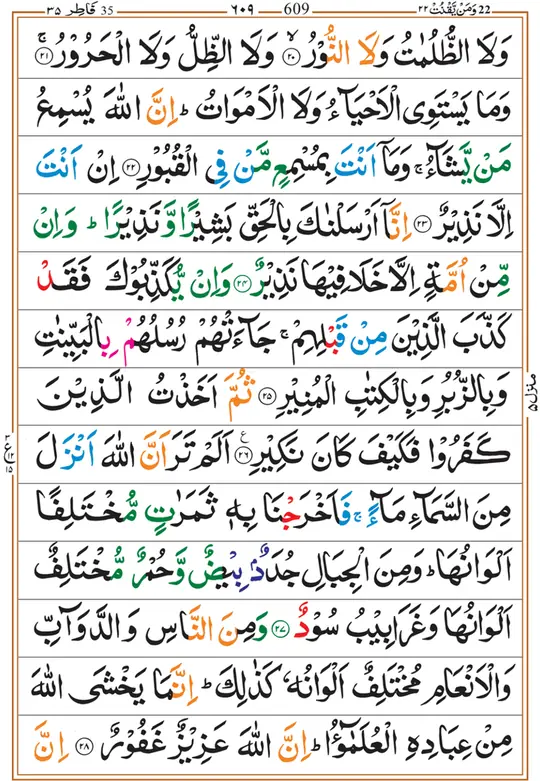 22 وَمَنْ يَّقْنُتْ ٢٢ 609 ٦٠٩ 35 فَاطِر ٣٥
وَلَا الظُّلُمٰتُ وَلَا النُّوْرُ ۙ﴿٢٠﴾ وَلَا الظِّلُّ وَلَا الْحَرُوْرُ ۚ﴿٢١﴾
وَمَا يَسْتَوِى الْاَحْيَآءُ وَلَا الْاَمْوَاتُ ؕ اِنَّ اللّٰهَ يُسْمِعُ
مَنْ يَّشَآءُ ۚ وَمَاۤ اَنْتَ بِمُسْمِعٍ مَّنْ فِى الْقُبُوْرِ ﴿٢٢﴾ اِنْ اَنْتَ
اِلَّا نَذِيْرٌ ﴿٢٣﴾ اِنَّاۤ اَرْسَلْنٰكَ بِالْحَقِّ بَشِيْرًا وَّنَذِيْرًا ؕ وَاِنْ
مِّنْ اُمَّةٍ اِلَّا خَلَا فِيْهَا نَذِيْرٌ ﴿٢٤﴾ وَاِنْ يُّكَذِّبُوْكَ فَقَدْ
كَذَّبَ الَّذِيْنَ مِنْ قَبْلِهِمْ ۚ جَآءَتْهُمْ رُسُلُهُمْ بِالْبَيِّنٰتِ
وَبِالزُّبُرِ وَبِالْكِتٰبِ الْمُنِيْرِ ﴿٢٥﴾ ثُمَّ اَخَذْتُ الَّذِيْنَ
كَفَرُوْا فَكَيْفَ كَانَ نَكِيْرِ ﴿٢٦﴾ اَلَمْ تَرَ اَنَّ اللّٰهَ اَنْزَلَ
مِنَ السَّمَآءِ مَآءً ۚ فَاَخْرَجْنَا بِهٖ ثَمَرٰتٍ مُّخْتَلِفًا
اَلْوَانُهَا ؕ وَمِنَ الْجِبَالِ جُدَدٌۢ بِيْضٌ وَّحُمْرٌ مُّخْتَلِفٌ
اَلْوَانُهَا وَغَرَابِيْبُ سُوْدٌ ﴿٢٧﴾ وَمِنَ النَّاسِ وَالدَّوَآبِّ
وَالْاَنْعَامِ مُخْتَلِفٌ اَلْوَانُهٗ كَذٰلِكَ ؕ اِنَّمَا يَخْشَى اللّٰهَ
مِنْ عِبَادِهِ الْعُلَمٰٓؤُا ؕ اِنَّ اللّٰهَ عَزِيْزٌ غَفُوْرٌ ﴿٢٨﴾ اِنَّ
منزل ٥